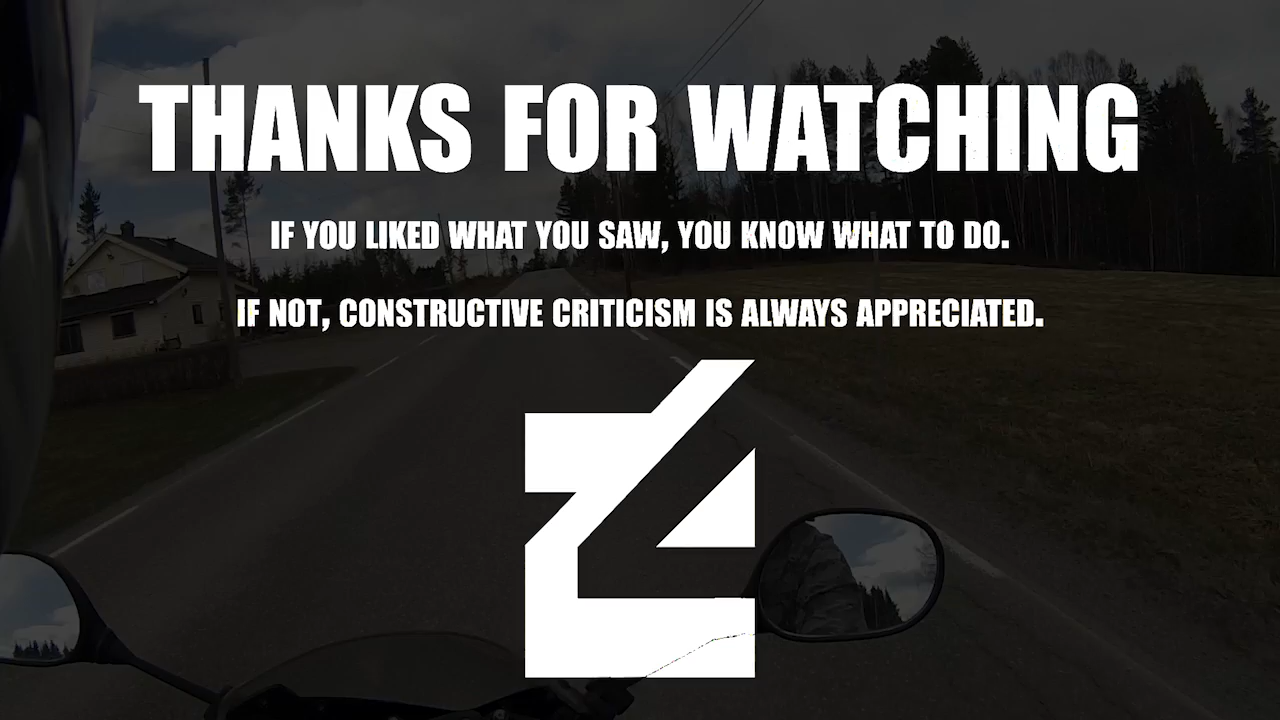 THANKS FOR WATCHING
IF YOU LIKED WHAT YOU SAW, YOU KNOW WHAT TO DO.
IF NOT, CONSTRUCTIVE CRITICISM IS ALWAYS APPRECIATED.